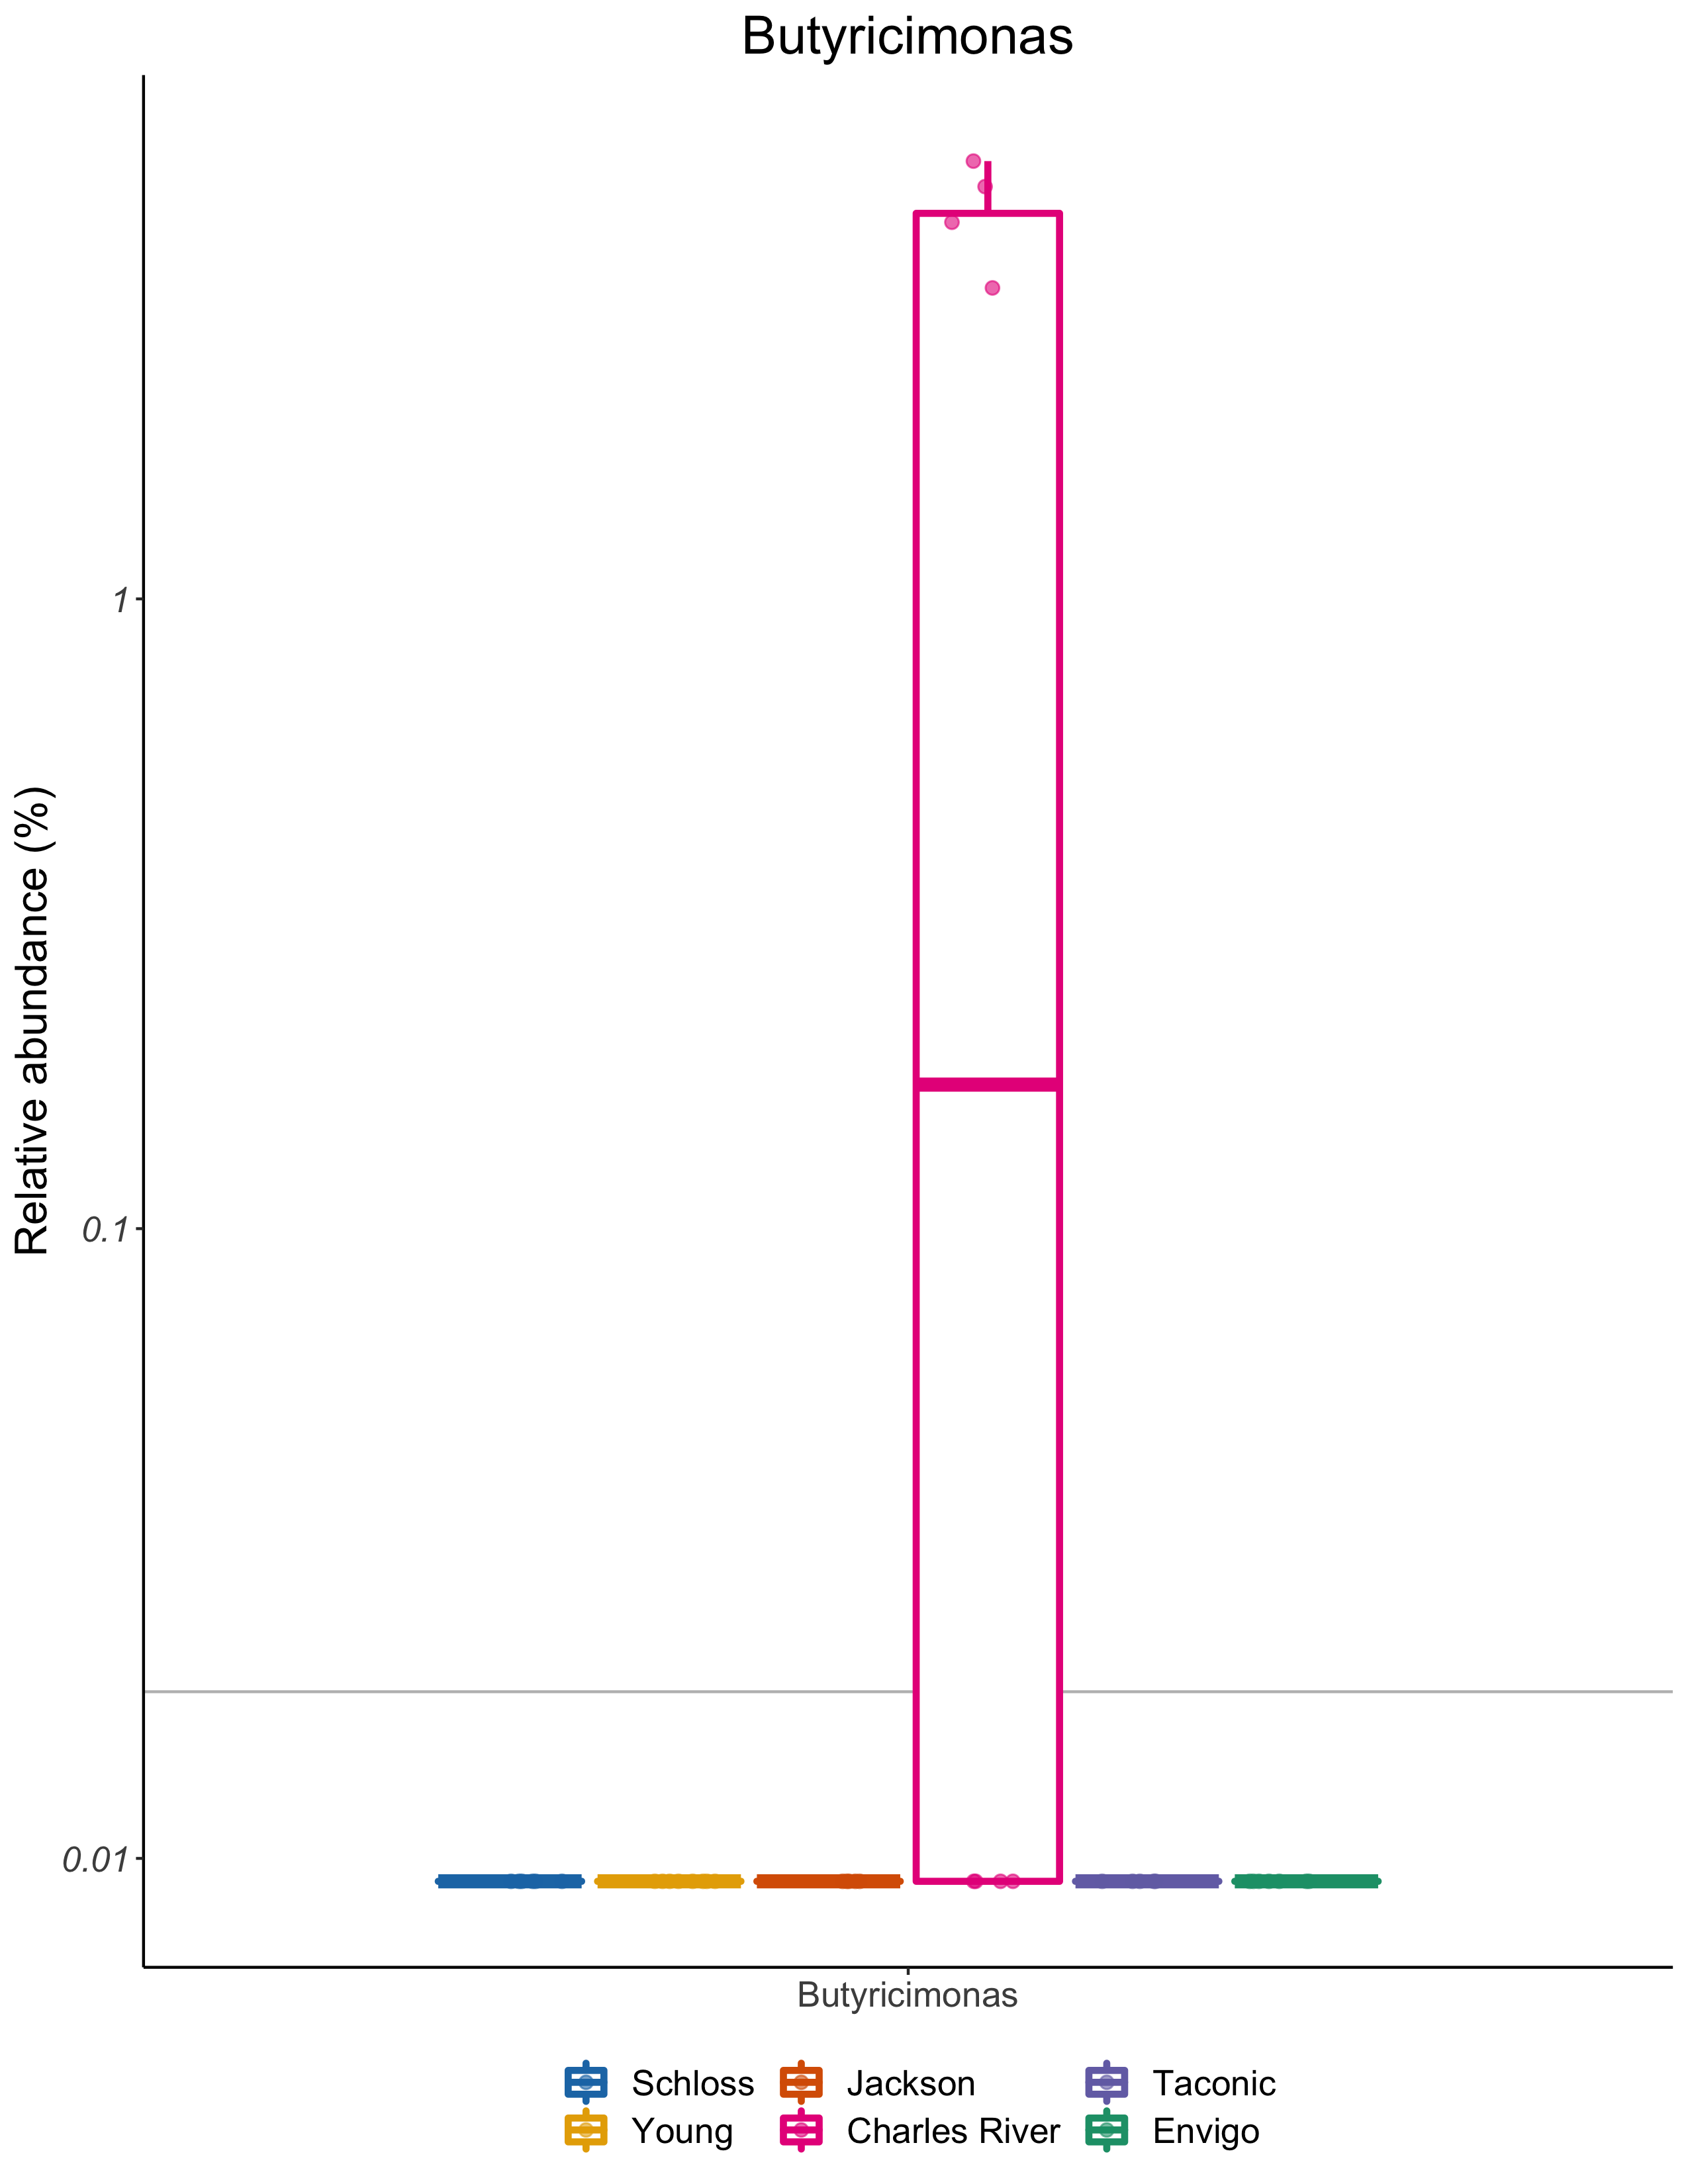 Butyricimonas
Relative abundance (%)
1
0.1
0.01
Butyricimonas
Schloss
Jackson
Taconic
Young
Charles River
Envigo